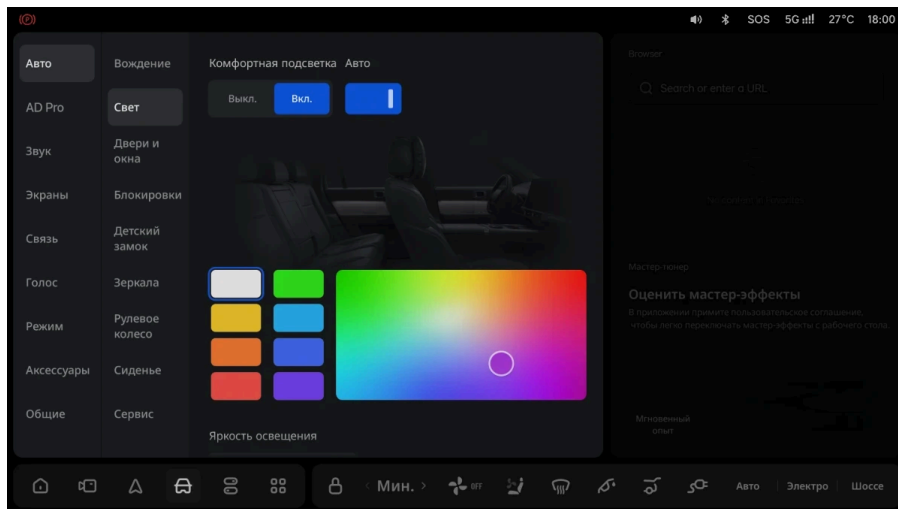 (P)
SOS 5G 27°C 18:00
Авто
AD Pro
Звук
Экраны
Связь
Голос
Режим
Аксессуары
Общие
Вождение
Свет
Двери и
окна
Блокировки
Детский
замок
Зеркала
Рулевое
колесо
Сиденье
Сервис
Комфортная подсветка Авто
Выкл. Вкл.
Яркость освещения
Browser
Search or enter a URL
Мастер-тюнер
Оценить мастер-эффекты
В приложении примите пользовательское соглашение,
чтобы легко переключать мастер-эффекты с рабочего стола.
Мгновенный
опыт
< Мин. > OFF Авто Электро Шоссе